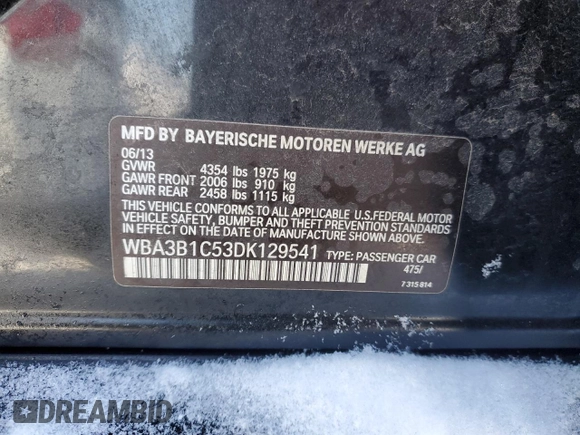 MFD BY BAYERISCHE MOTOREN WERKE AG
06/13
GVWR 4354 lbs 1975 kg
GAWR FRONT 2006 lbs 910 kg
GAWR REAR 2458 lbs 1115 kg
THIS VEHICLE CONFORMS TO ALL APPLICABLE U.S.FEDERAL MOTOR
VEHICLE SAFETY, BUMPER AND THEFT PREVENTION STANDARDS
IN EFFECT ON THE DATE OF MANUFACTURE SHOWN ABOVE.
WBA3B1C53DK129541 TYPE: PASSENGER CAR
475/
7 315 814
DREAMBID